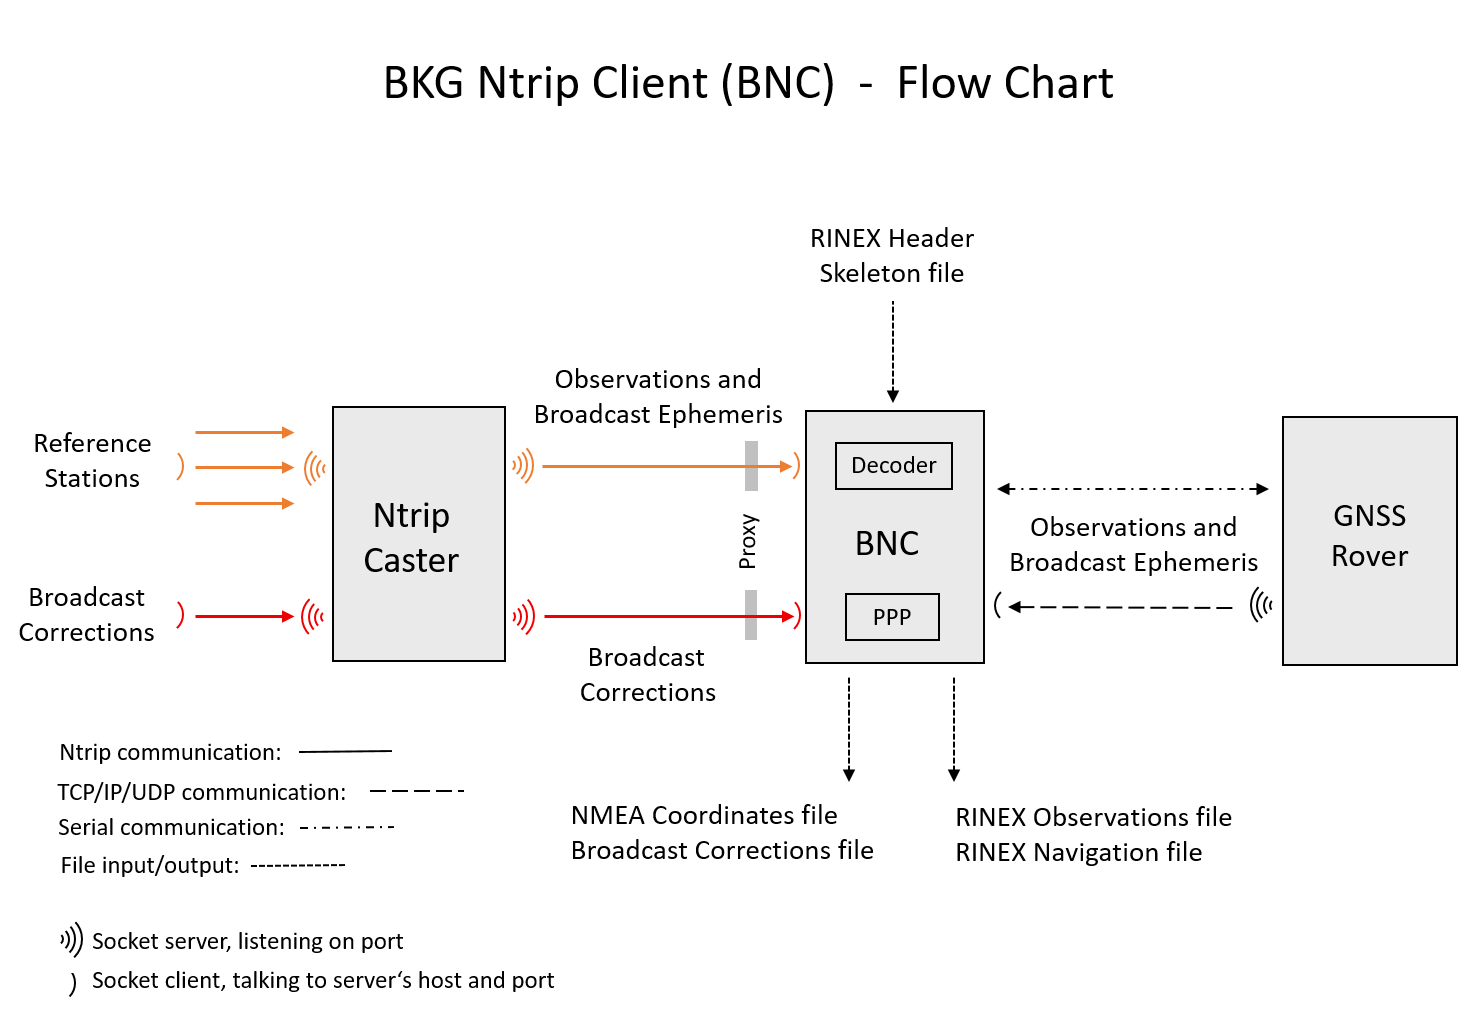 BKG Ntrip Client (BNC) - Flow Chart
RINEX Header
Skeleton file
Observations and
Broadcast Ephemeris
Reference
Stations
Ntrip
Caster
Decoder
BNC
PPP
Proxy
Observations and
Broadcast Ephemeris
GNSS
Rover
Broadcast
Corrections
Broadcast
Corrections
Ntrip communication:
TCP/IP/UDP communication:
Serial communication:
File input/output:
NMEA Coordinates file
Broadcast Corrections file
RINEX Observations file
RINEX Navigation file
Socket server, listening on port
Socket client, talking to server‘s host and port